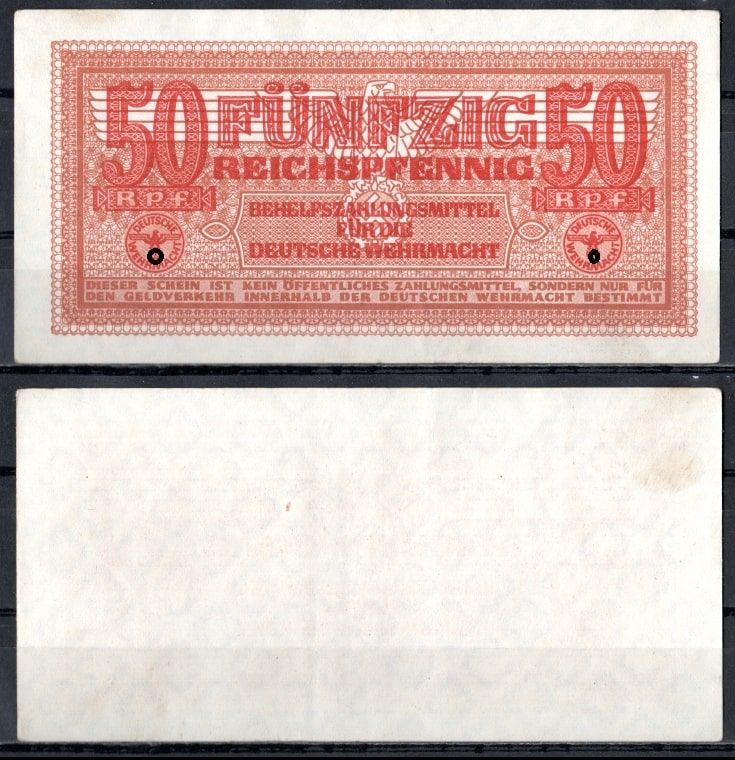 50 FÜNFZIG 50
REICHSPFENNIG
RPf RPf
BEHELFSZAHLUNGSMITTEL
FÜR DIE
DEUTSCHE WEHRMACHT
DEUTSCHE WEHRMACHT
DEUTSCHE WEHRMACHT
DIESER SCHEIN IST KEIN ÖFFENTLICHES ZAHLUNGSMITTEL, SONDERN NUR FÜR
DEN GELDVERKEHR INNERHALB DER DEUTSCHEN WEHRMACHT BESTIMMT